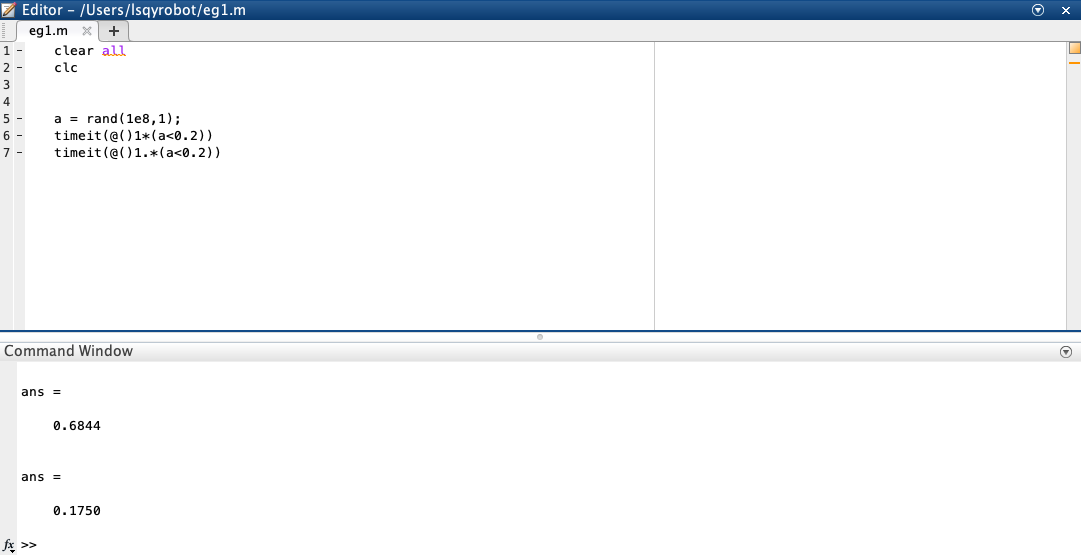 Editor – /Users/lsqyrobot/eg1.m
eg1.m × +
1 - clear all
2 - clc
3
4
5 - a = rand(1e8,1);
6 - timeit(@()1*(a<0.2))
7 - timeit(@()1.*(a<0.2))
Command Window
ans =
0.6844
ans =
0.1750
fx >>